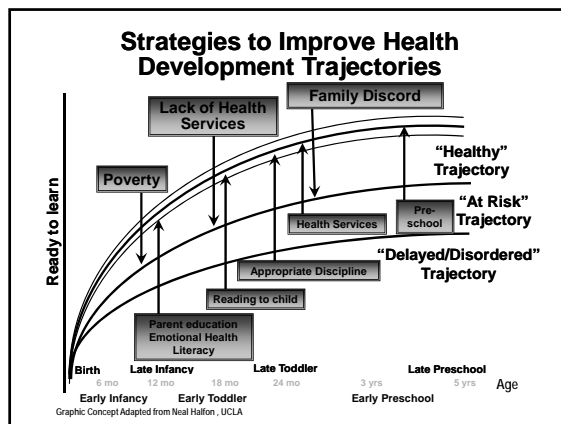 Strategies to Improve Health
Development Trajectories
Family Discord
Lack of Health
Services
Poverty
“Healthy”
Trajectory
“At Risk”
Trajectory
Pre-
school
Health Services
“Delayed/Disordered”
Trajectory
Appropriate Discipline
Reading to child
Parent education
Emotional Health
Literacy
Ready to learn
Birth
Late Infancy
Late Toddler
Late Preschool
6 mo
12 mo
18 mo
24 mo
3 yrs
5 yrs
Age
Early Infancy
Early Toddler
Early Preschool
Graphic Concept Adapted from Neal Halfon , UCLA